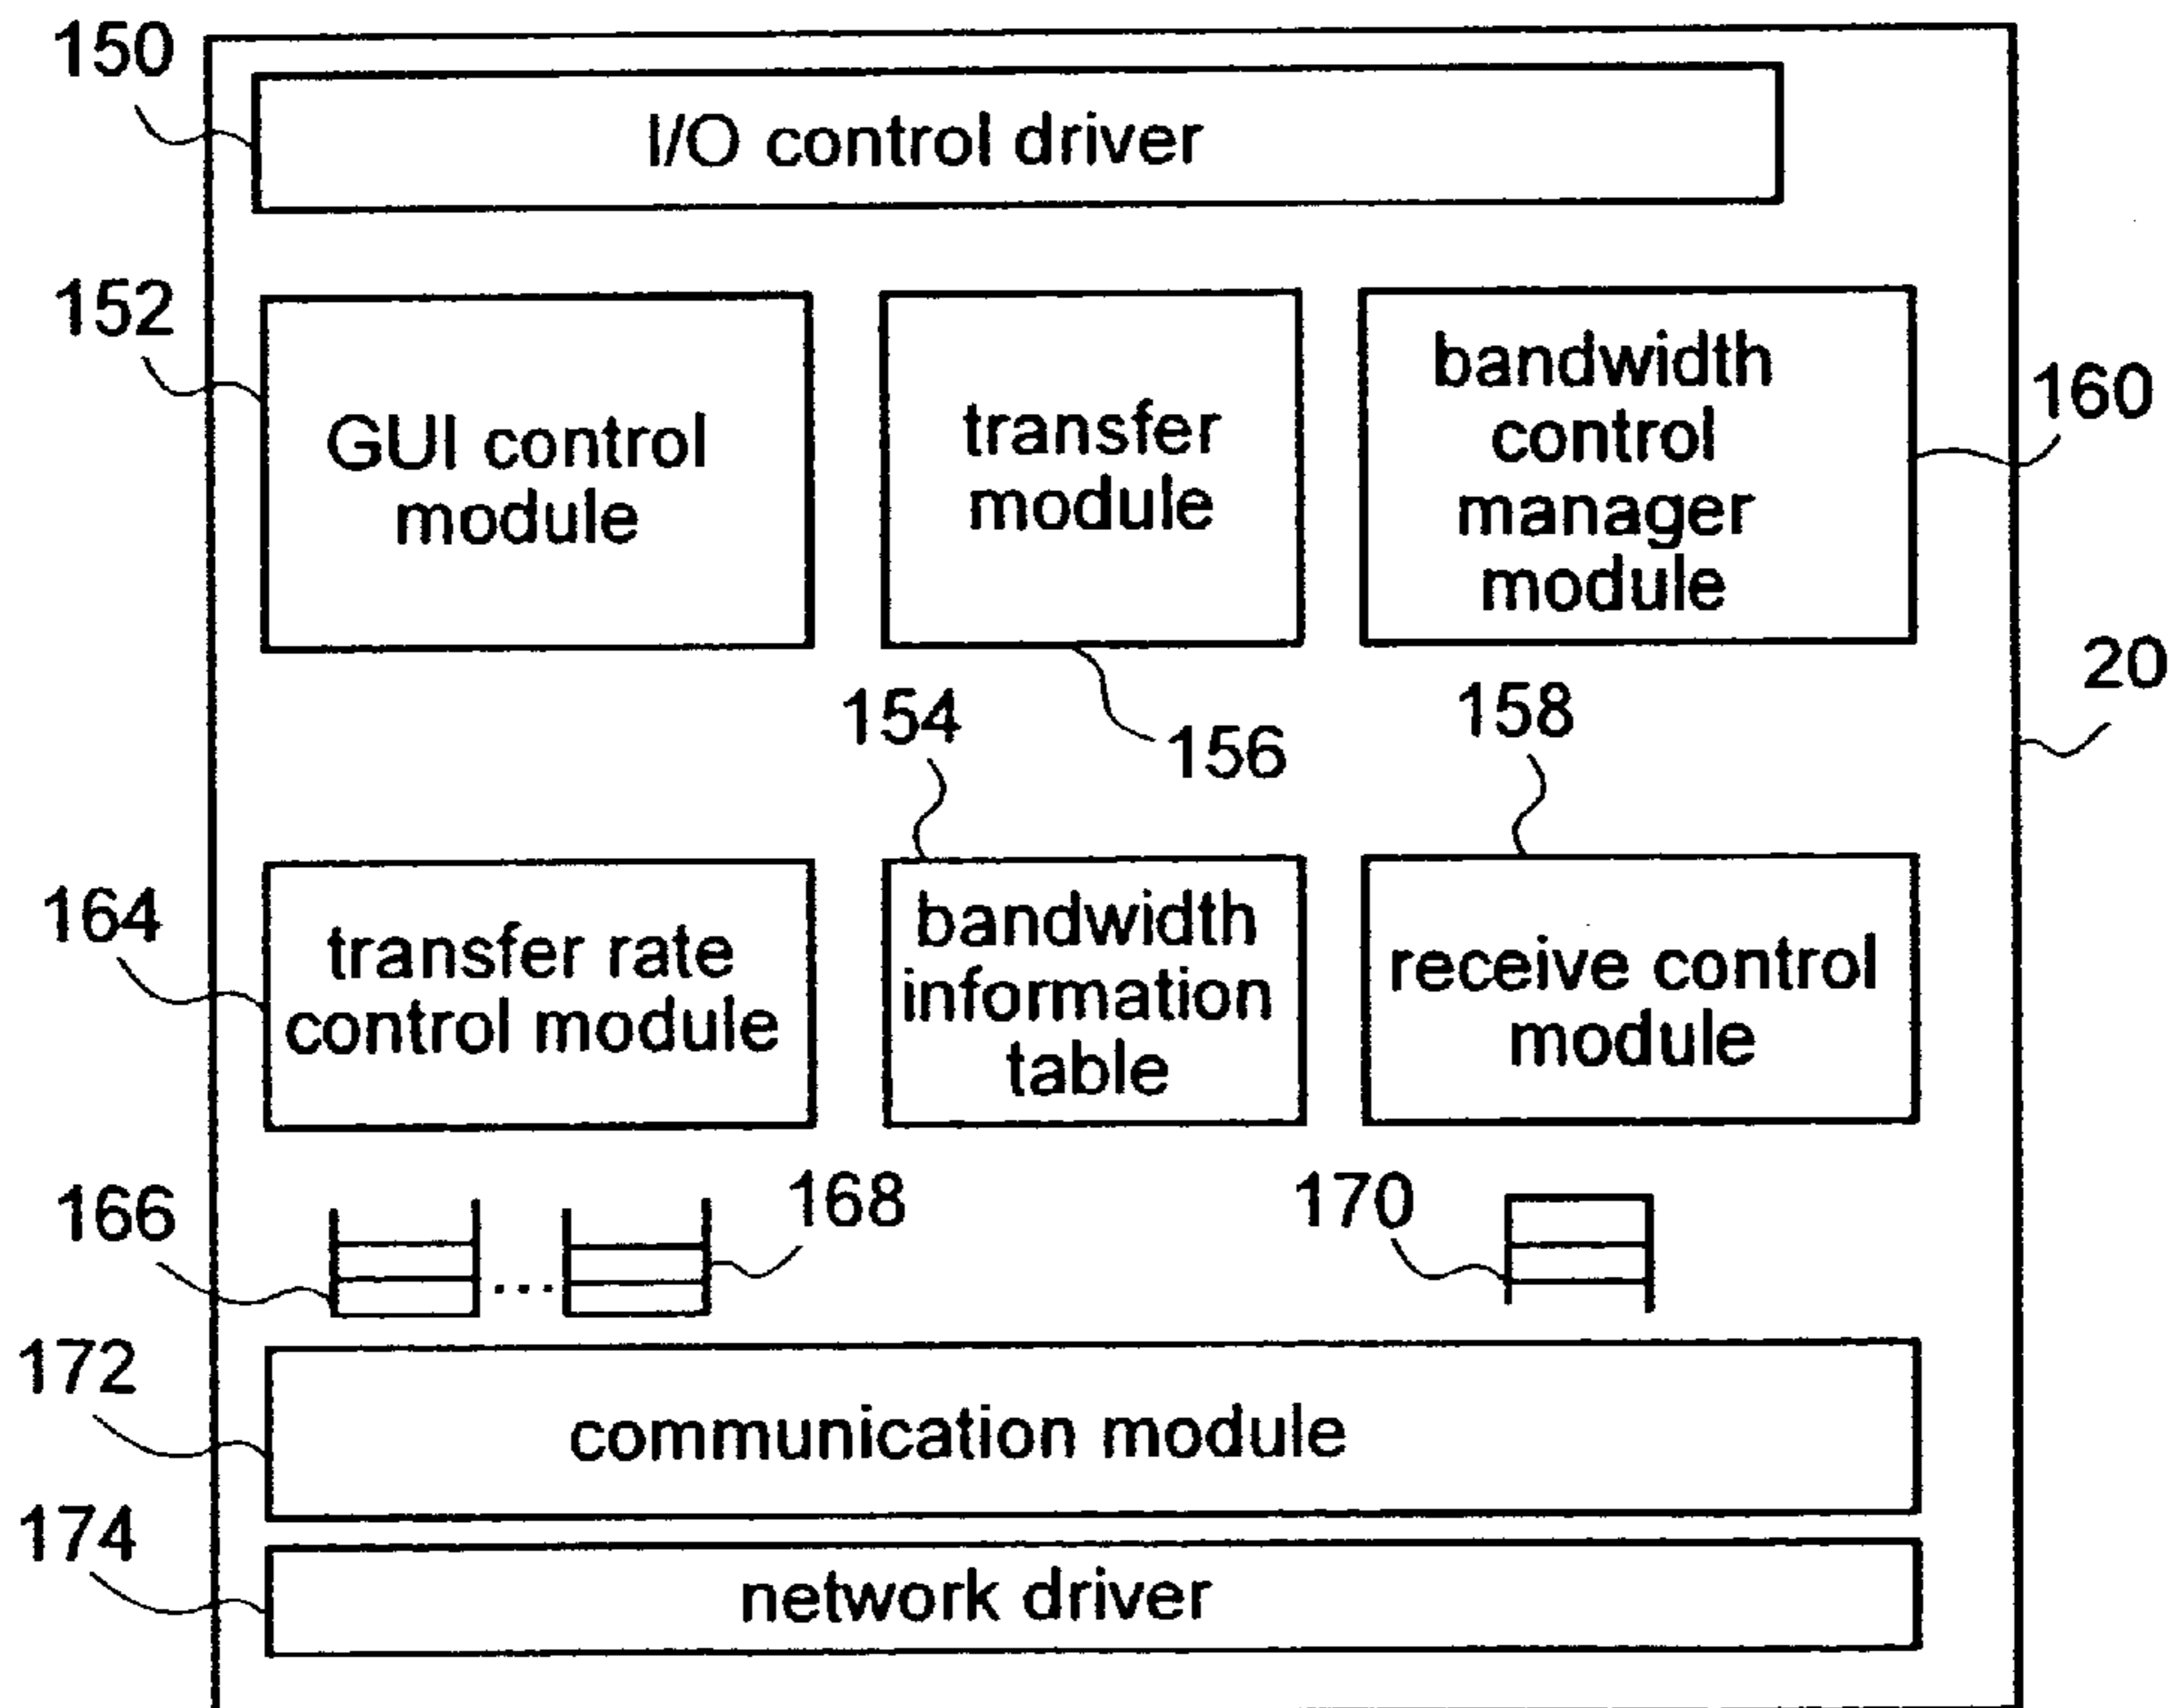 150
I/O control driver
152
GUI control
module
transfer
module
bandwidth
control
manager
module
160
20
154
156
158
164
transfer rate
control module
bandwidth
information
table
receive control
module
166
...
168
170
172
communication module
174
network driver